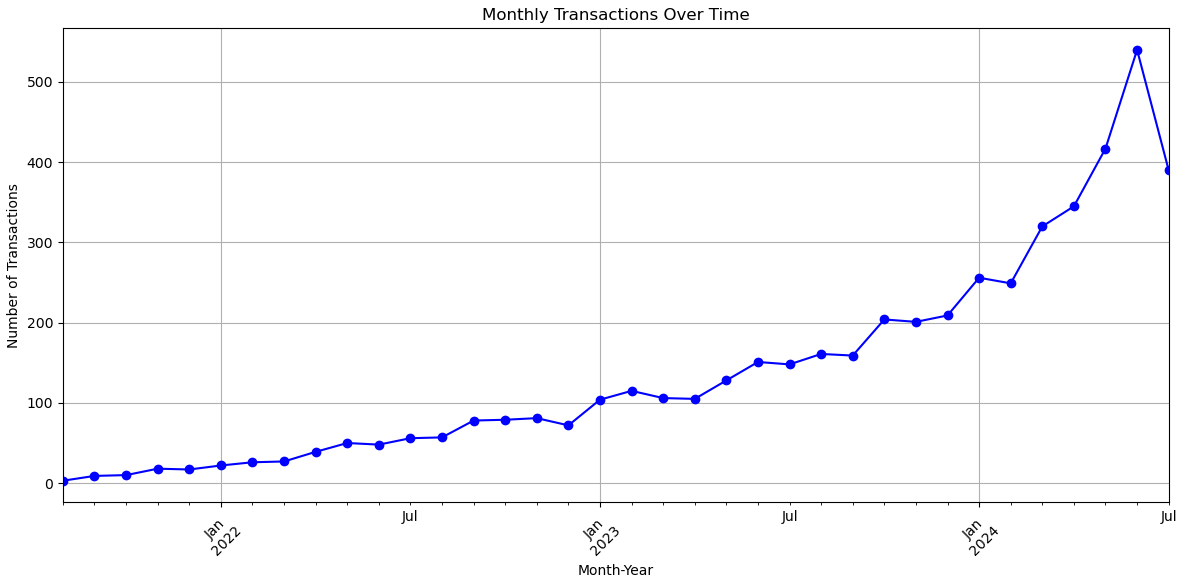 Monthly Transactions Over Time
500
400
300
200
100
0
Number of Transactions
Jan
2022
Jul
Jan
2023
Jul
Jan
2024
Jul
Month-Year